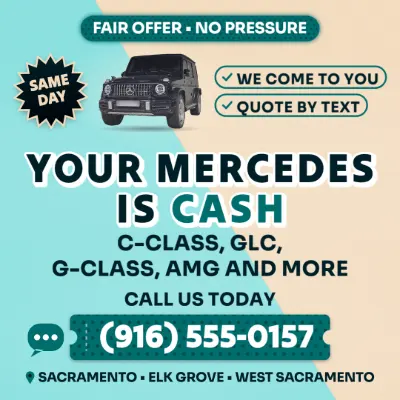 FAIR OFFER • NO PRESSURE
SAME
DAY
WE COME TO YOU
QUOTE BY TEXT
YOUR MERCEDES
IS CASH
C-CLASS, GLC,
G-CLASS, AMG AND MORE
CALL US TODAY
(916) 555-0157
SACRAMENTO • ELK GROVE • WEST SACRAMENTO